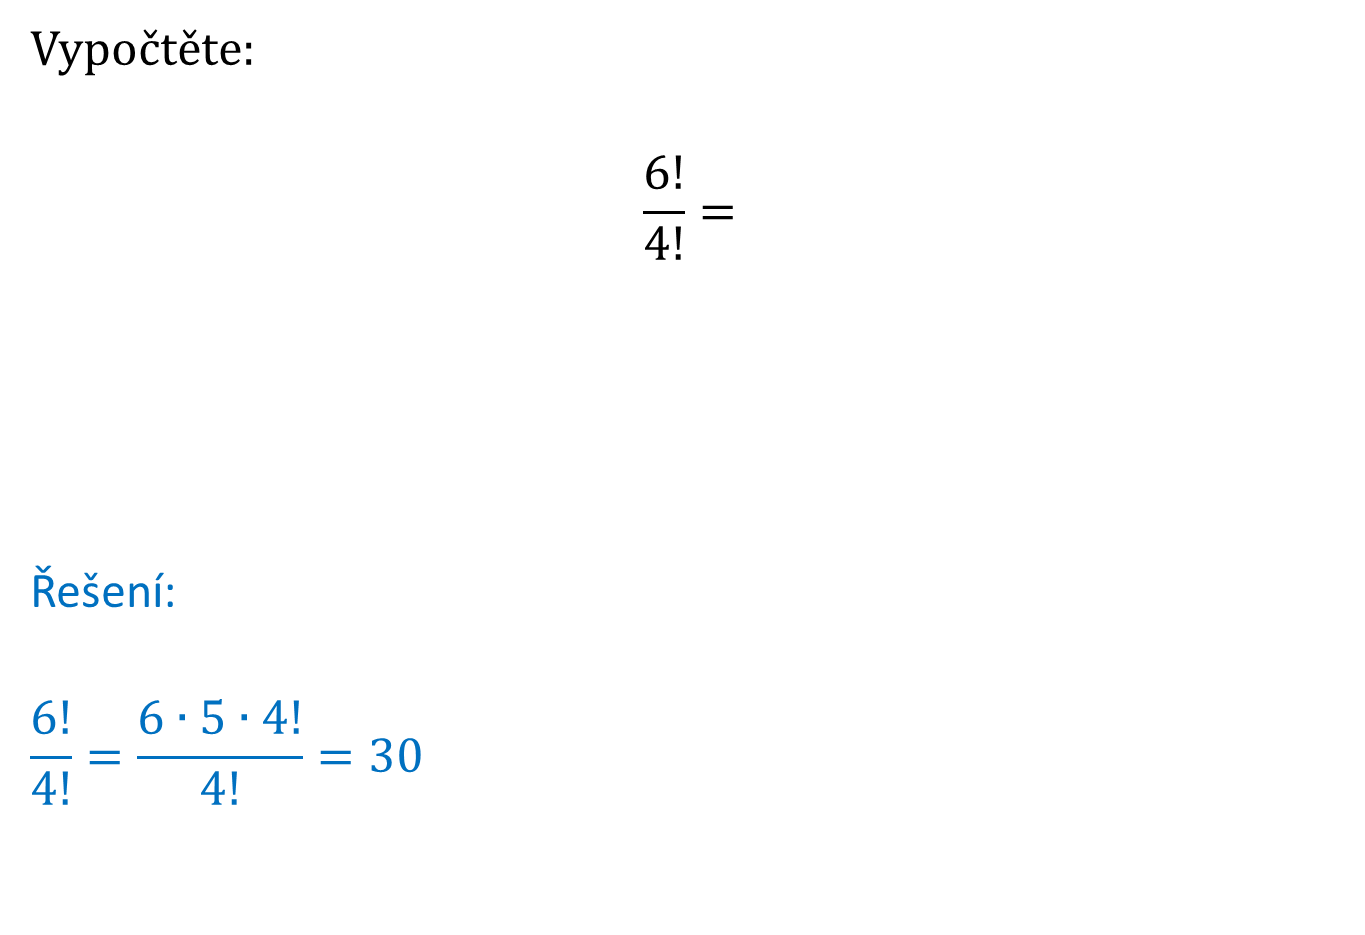 Vypočtěte:
6!
4! =
Řešení:
6!/4! = 6 · 5 · 4!/4! = 30